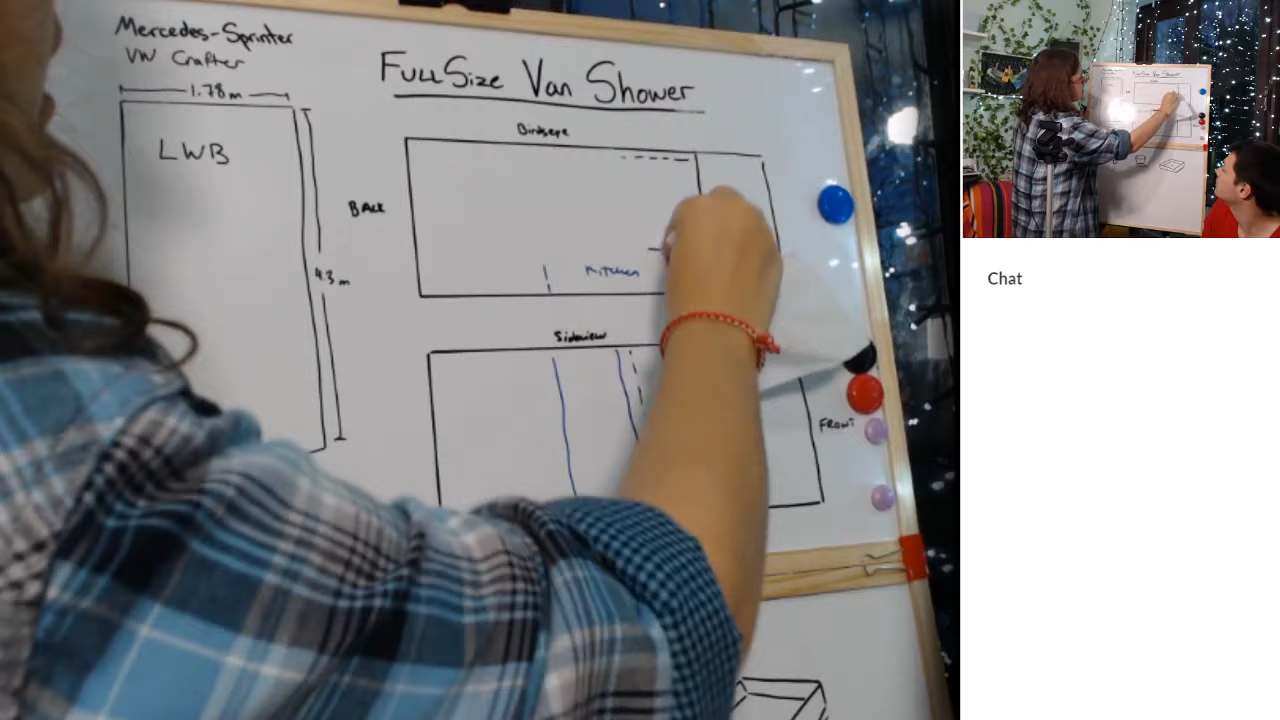 Mercedes-Sprinter
VW Crafter
1.78m
LWB
4.3m
Full Size Van Shower
Birdseye
BACK
Kitchen
Sideview
FRONT
Chat